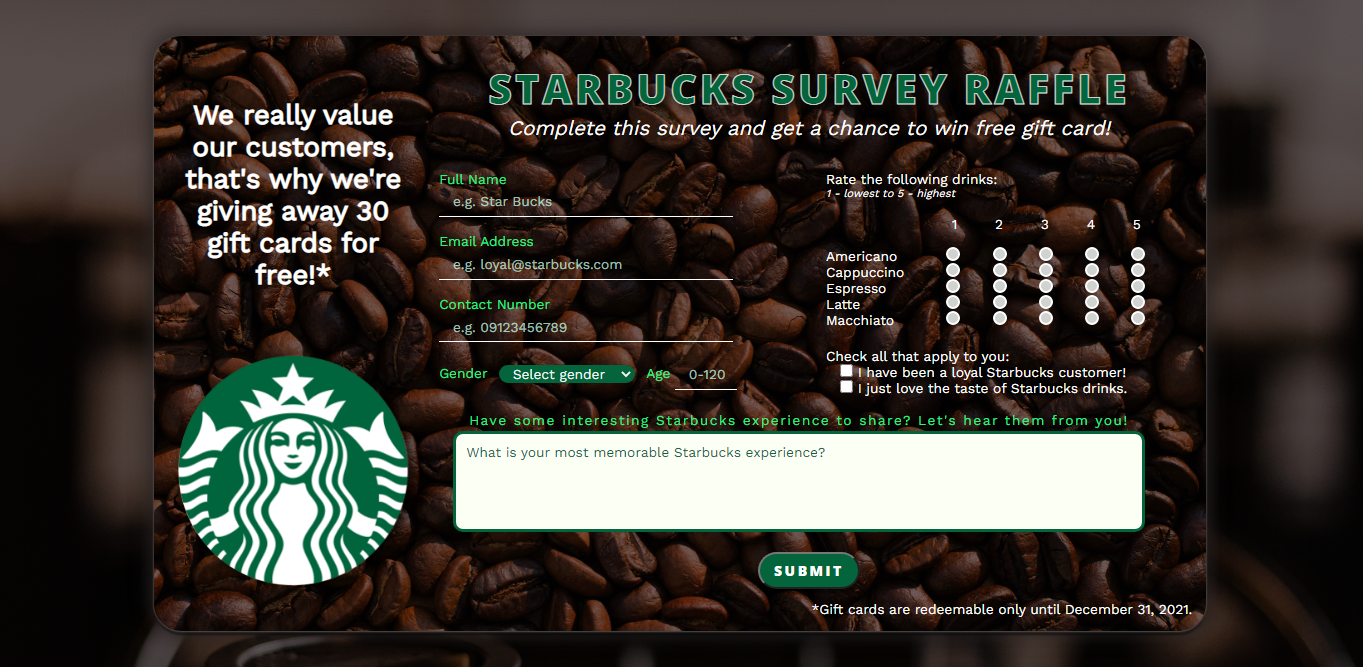 We really value
our customers,
that's why we're
giving away 30
gift cards for
free!*
STARBUCKS SURVEY RAFFLE
Complete this survey and get a chance to win free gift card!
Full Name
e.g. Star Bucks
Email Address
e.g. loyal@starbucks.com
Contact Number
e.g. 09123456789
Gender Select gender Age 0-120
Rate the following drinks:
1 - lowest to 5 - highest
1 2 3 4 5
Americano
Cappuccino
Espresso
Latte
Macchiato
Check all that apply to you:
I have been a loyal Starbucks customer!
I just love the taste of Starbucks drinks.
Have some interesting Starbucks experience to share? Let's hear them from you!
What is your most memorable Starbucks experience?
SUBMIT
*Gift cards are redeemable only until December 31, 2021.